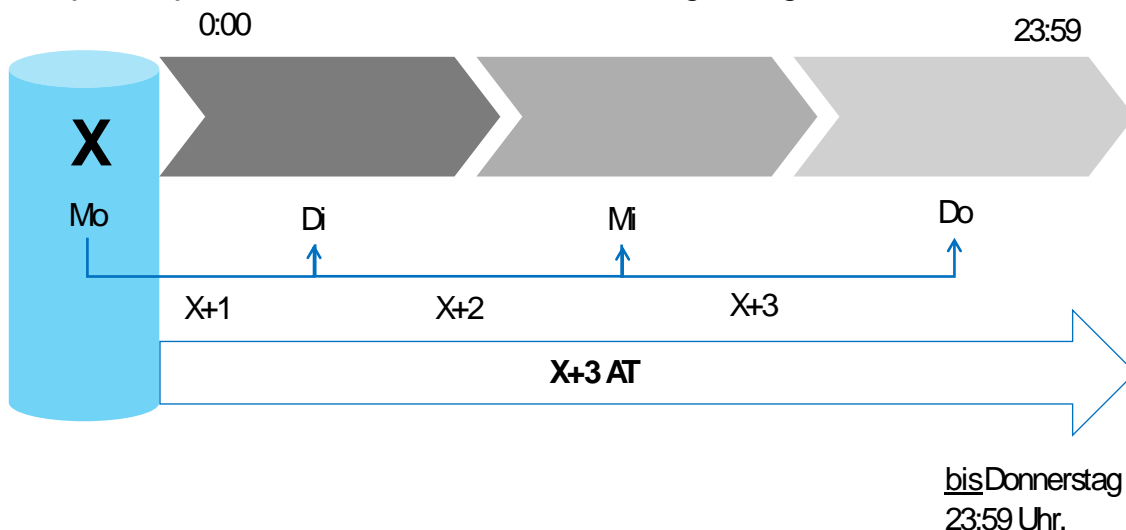 0:00 23:59
X
Mo Di Mi Do
X+1 X+2 X+3
X+3 AT
bis Donnerstag
23:59 Uhr.